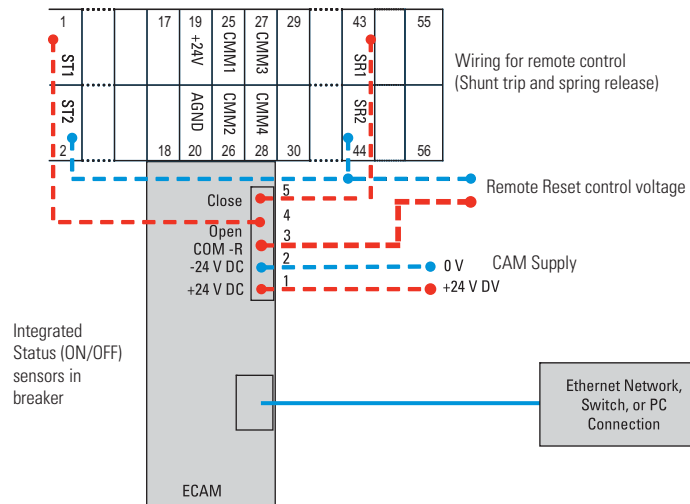 1 17 19 25 27 29 43 55
ST1 +24V CMM1 CMM3 SR1
ST2 AGND CMM2 CMM4 SR2
2 18 20 26 28 30 44 56
Wiring for remote control
(Shunt trip and spring release)
Close 5
4
Open
COM -R 3
-24 V DC 2
+24 V DC 1
Remote Reset control voltage
0 V CAM Supply
+24 V DV
Integrated
Status (ON/OFF)
sensors in
breaker
Ethernet Network,
Switch, or PC
Connection
ECAM